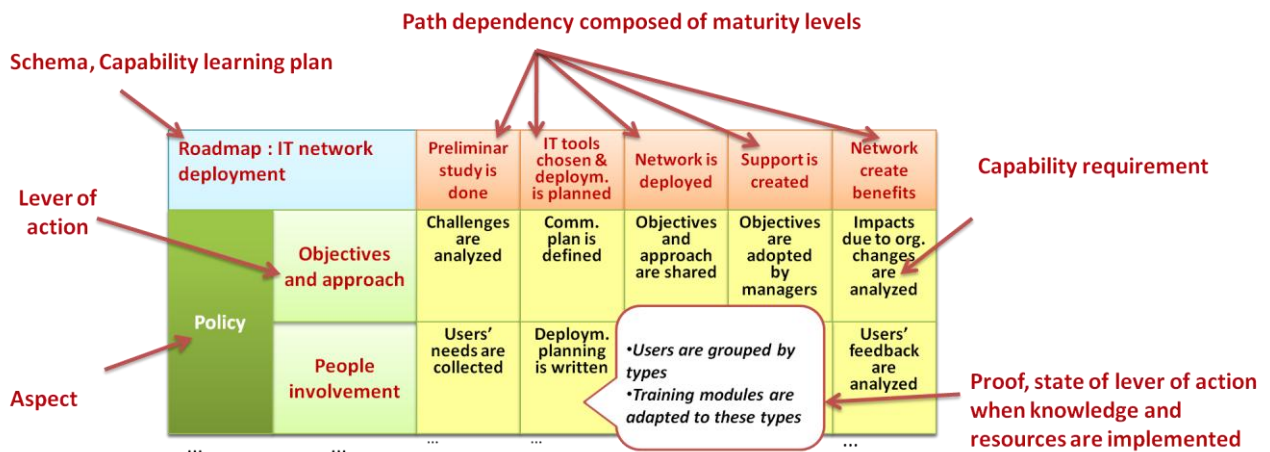 Path dependency composed of maturity levels
Schema, Capability learning plan
Roadmap : IT network
deployment
Preliminar
study is
done
IT tools
chosen &
deploym.
is planned
Network is
deployed
Support is
created
Network
create
benefits
Capability requirement
Lever of
action
Policy
Objectives
and approach
Challenges
are
analyzed
Comm.
plan is
defined
Objectives
and
approach
are shared
Objectives
are
adopted
by
managers
Impacts
due to org.
changes
are
analyzed
People
involvement
Users'
needs are
collected
Deploym.
planning
is written
•Users are grouped by
types
•Training modules are
adapted to these types
Users'
feedback
are
analyzed
Aspect
Proof, state of lever of action
when knowledge and
resources are implemented
...
...
...
...
...